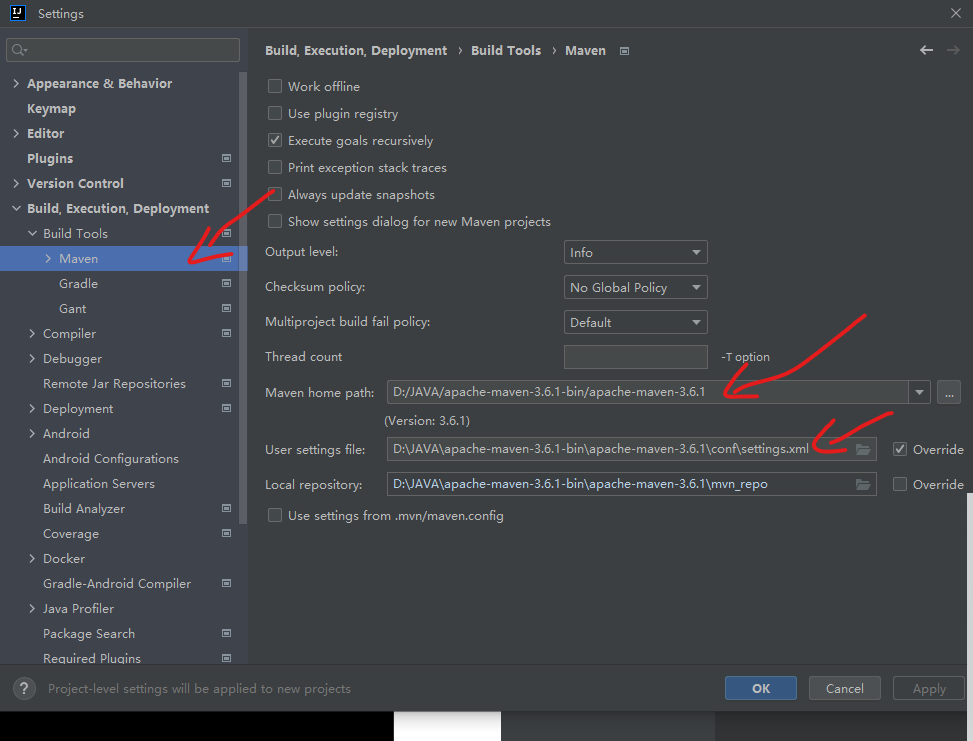 IJ Settings
Appearance & Behavior
Keymap
Editor
Plugins
Version Control
Build, Execution, Deployment
Build Tools
Maven
Gradle
Gant
Compiler
Debugger
Remote Jar Repositories
Deployment
Android
Android Configurations
Application Servers
Build Analyzer
Coverage
Docker
Gradle-Android Compiler
Java Profiler
Package Search
Required Plugins
Build, Execution, Deployment › Build Tools › Maven
Work offline
Use plugin registry
Execute goals recursively
Print exception stack traces
Always update snapshots
Show settings dialog for new Maven projects
Output level: Info
Checksum policy: No Global Policy
Multiproject build fail policy: Default
Thread count -T option
Maven home path: D:/JAVA/apache-maven-3.6.1-bin/apache-maven-3.6.1 ...
(Version: 3.6.1)
User settings file: D:\JAVA\apache-maven-3.6.1-bin\apache-maven-3.6.1\conf\settings.xml Override
Local repository: D:\JAVA\apache-maven-3.6.1-bin\apache-maven-3.6.1\mvn_repo Override
Use settings from .mvn/maven.config
? Project-level settings will be applied to new projects
OK Cancel Apply